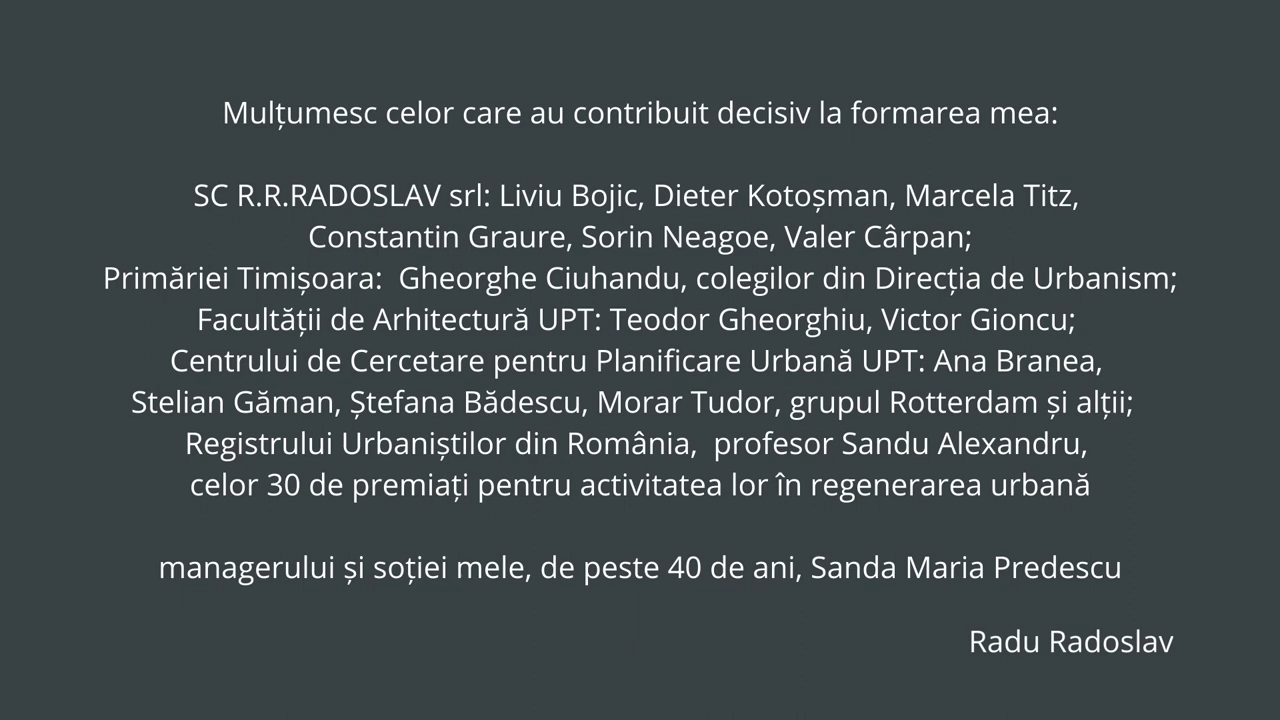 Mulțumesc celor care au contribuit decisiv la formarea mea:
SC R.R.RADOSLAV srl: Liviu Bojic, Dieter Kotoșman, Marcela Titz,
Constantin Graure, Sorin Neagoe, Valer Cârpan;
Primăriei Timișoara:  Gheorghe Ciuhandu, colegilor din Direcția de Urbanism;
Facultății de Arhitectură UPT: Teodor Gheorghiu, Victor Gioncu;
Centrului de Cercetare pentru Planificare Urbană UPT: Ana Branea,
Stelian Găman, Ștefana Bădescu, Morar Tudor, grupul Rotterdam și alții;
Registrului Urbaniștilor din România,  profesor Sandu Alexandru,
celor 30 de premiați pentru activitatea lor în regenerarea urbană
managerului și soției mele, de peste 40 de ani, Sanda Maria Predescu
Radu Radoslav